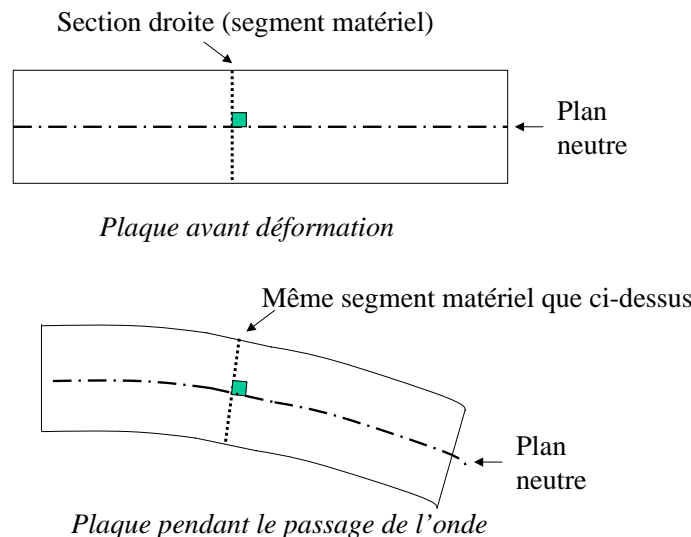 Section droite (segment matériel)
Plan
neutre
Plaque avant déformation
Même segment matériel que ci-dessus
Plan
neutre
Plaque pendant le passage de l’onde